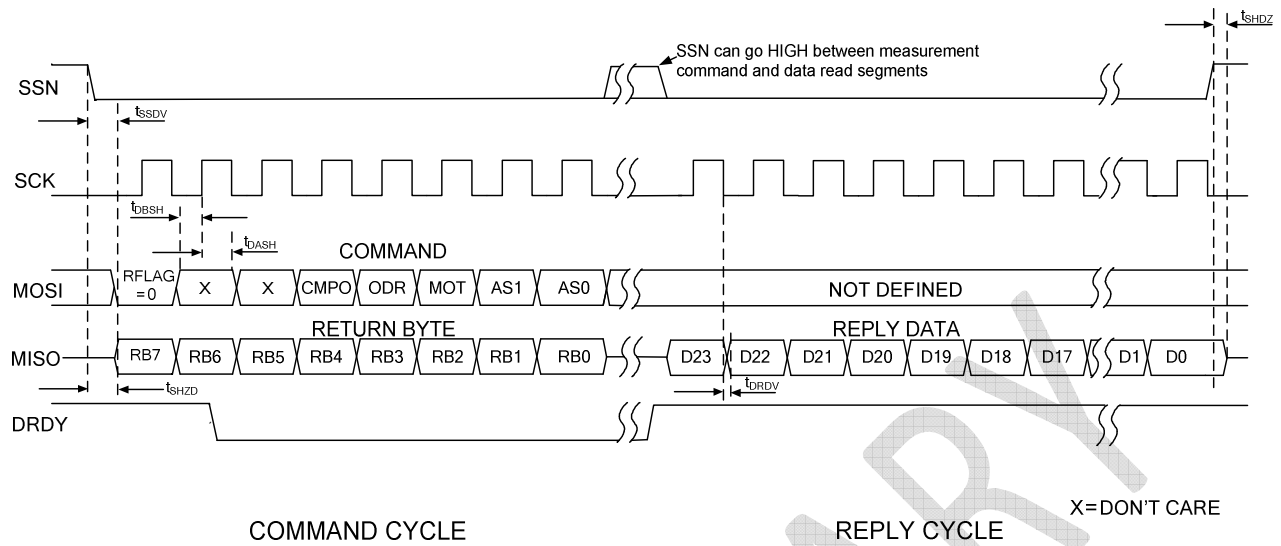 tSHDZ
SSN can go HIGH between measurement
command and data read segments
SSN
tSSDV
SCK
tDBSH
tDASH
COMMAND
MOSI
RFLAG
=0
X
X
CMPO
ODR
MOT
AS1
AS0
NOT DEFINED
RETURN BYTE
REPLY DATA
MISO
RB7
RB6
RB5
RB4
RB3
RB2
RB1
RB0
D23
D22
D21
D20
D19
D18
D17
D1
D0
tSHZD
tDRDV
DRDY
X=DON'T CARE
COMMAND CYCLE
REPLY CYCLE